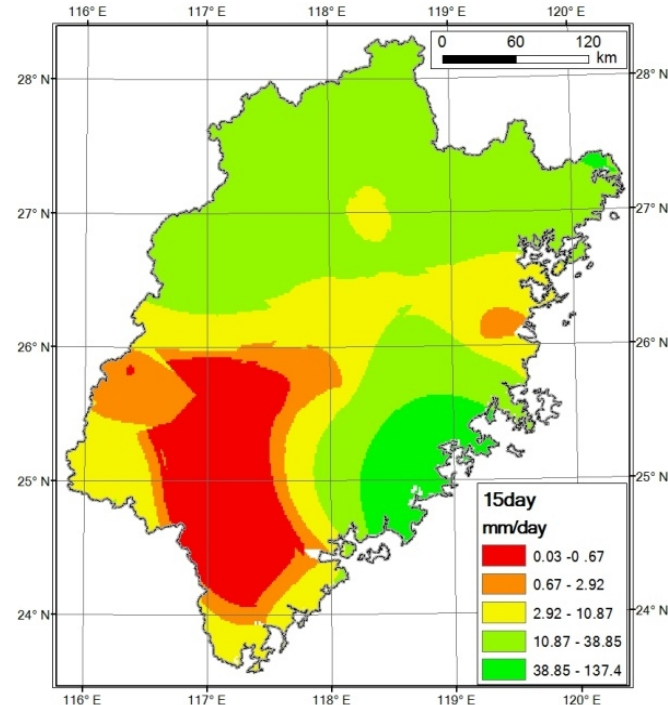 116° E 117° E 118° E 119° E 120° E
0 60 120
km
28° N 28° N
27° N 27° N
26° N 26° N
25° N 25° N
24° N 24° N
15day
mm/day
0.03 -0 .67
0.67 - 2.92
2.92 - 10.87
10.87 - 38.85
38.85 - 137.4
116° E 117° E 118° E 119° E 120° E